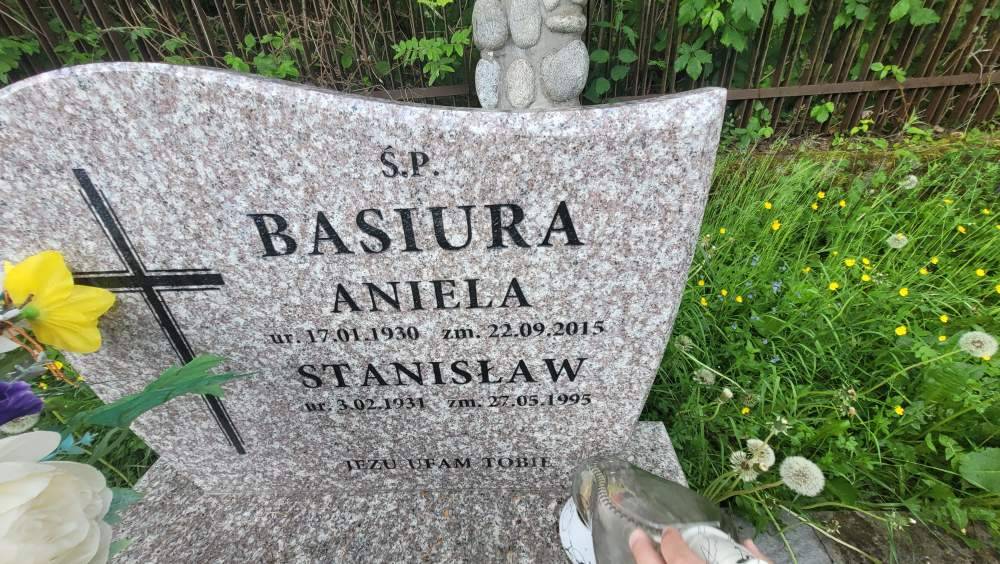 Ś.P.
BASIURA
ANIELA
ur. 17.01.1930 zm. 22.09.2015
STANISŁAW
ur. 3.02.1931 zm. 27.05.1995
JEZU UFAM TOBIE